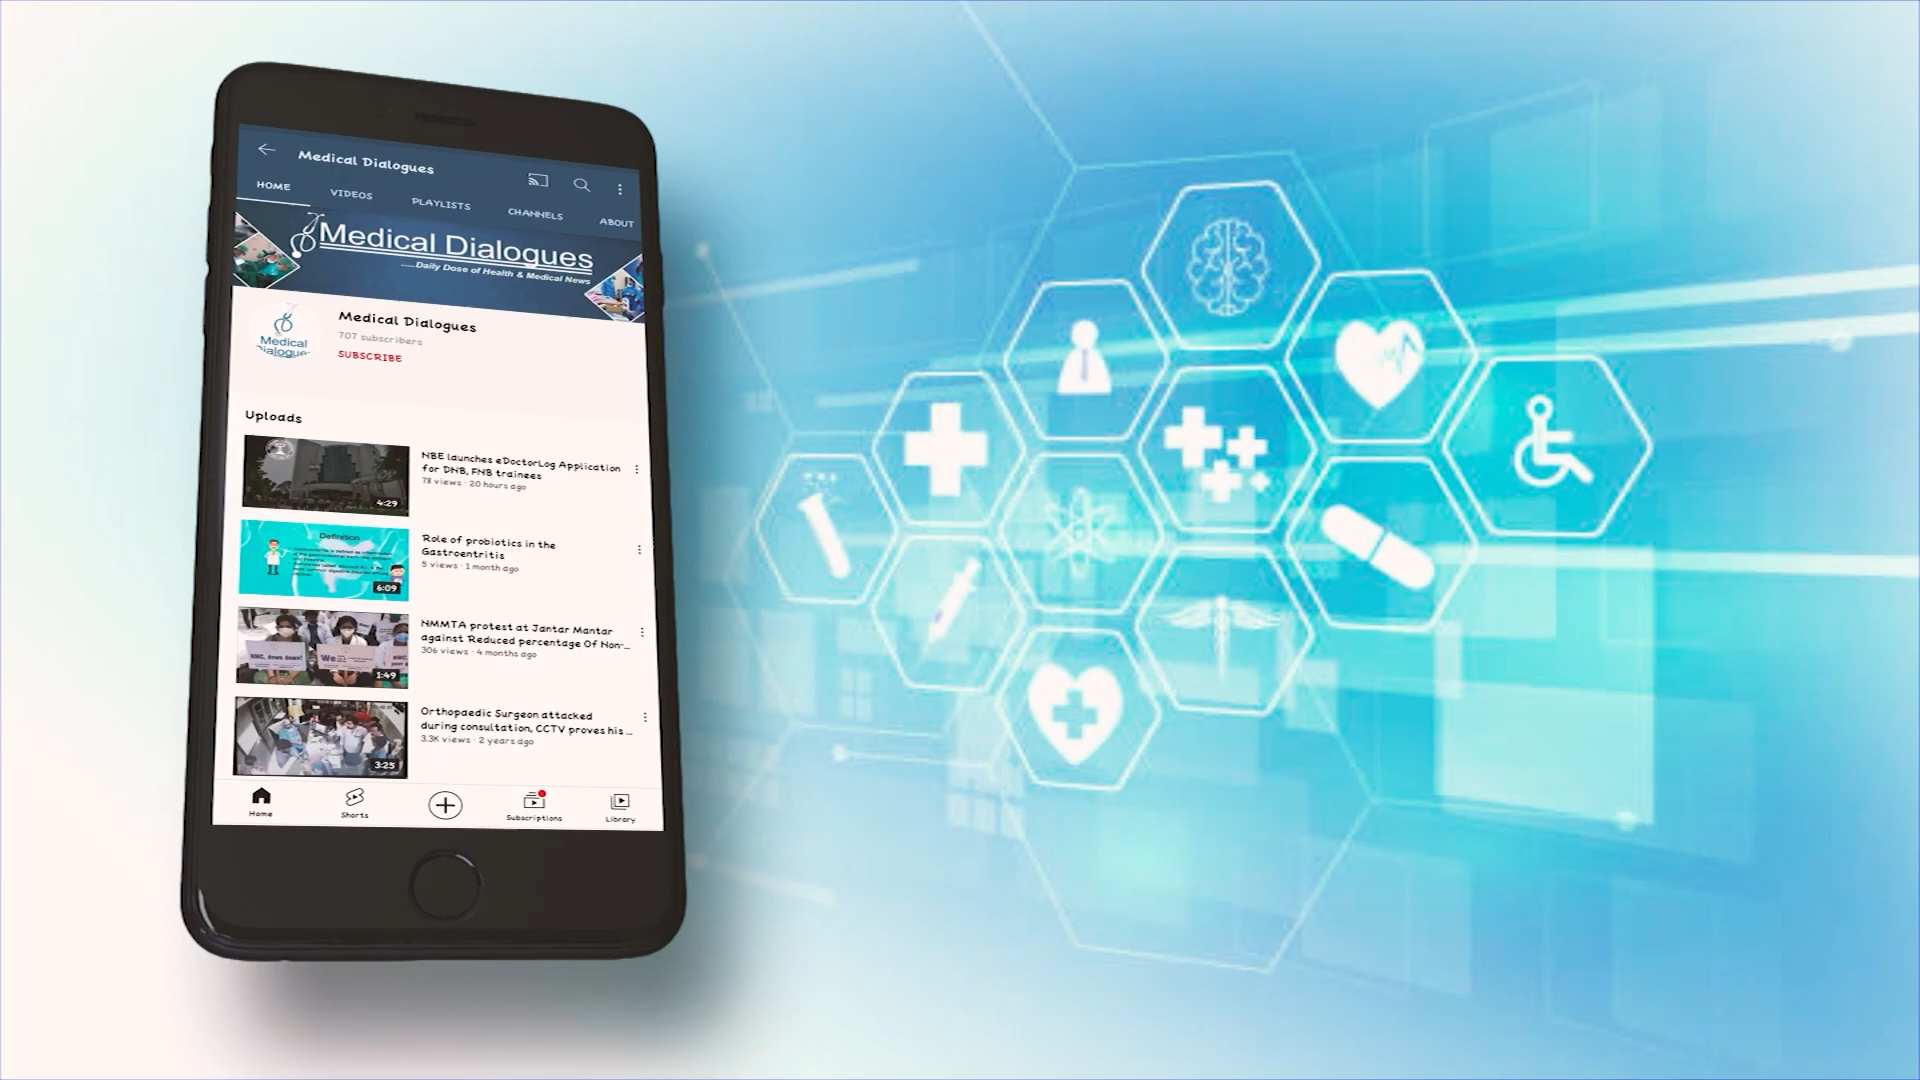 Medical Dialogues
HOME VIDEOS PLAYLISTS CHANNELS ABOUT
Medical Dialogues
.....Daily Dose of Health & Medical News
Medical Dialogues
707 subscribers
SUBSCRIBE
Medical
Uploads
NBE launches eDoctorLog Application
for DNB, FNB trainees
78 views · 20 hours ago
4:29
Definition
Role of probiotics in the
Gastroentritis
5 views · 1 month ago
6:09
NMMTA protest at Jantar Mantar
against Reduced percentage Of Non-...
306 views · 4 months ago
We
1:49
Orthopaedic Surgeon attacked
during consultation, CCTV proves his ...
3.3K views · 2 years ago
3:25
Home Shorts Subscriptions Library